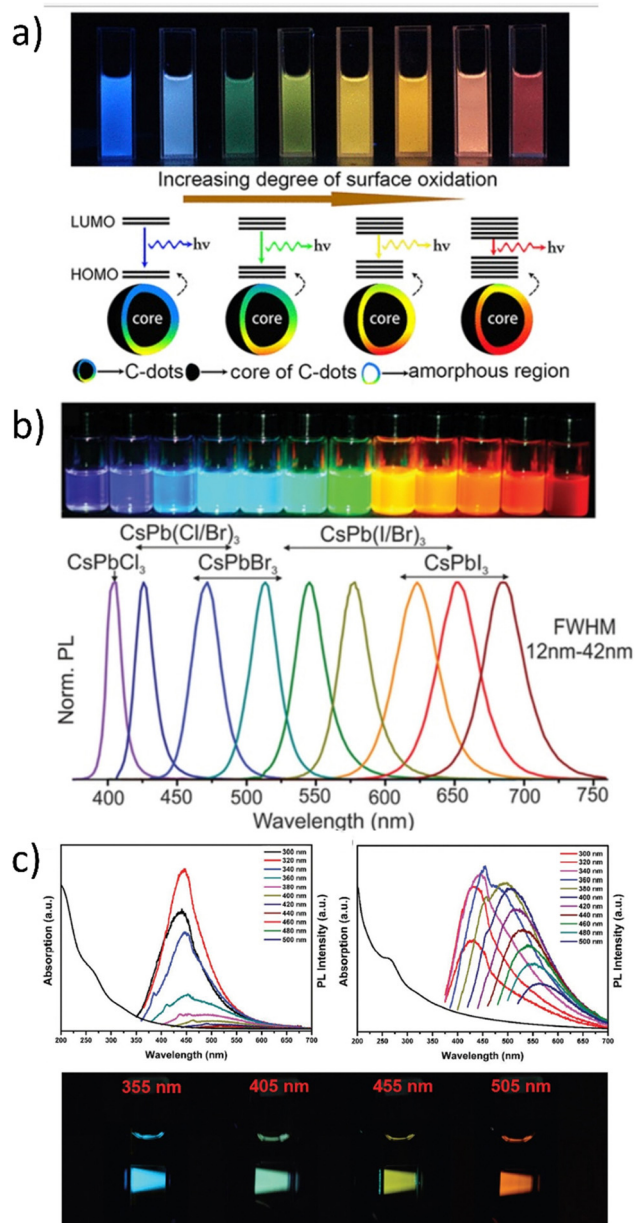 a)
Increasing degree of surface oxidation
LUMO
hν hν hν hν
HOMO
core core core core
C-dots core of C-dots amorphous region
b)
CsPb(Cl/Br)3 CsPb(I/Br)3
CsPbCl3 CsPbBr3 CsPbI3
FWHM
12nm-42nm
Norm. PL
400 450 500 550 600 650 700 750
Wavelength (nm)
c)
Absorption (a.u.)
300 nm
320 nm
340 nm
360 nm
380 nm
400 nm
420 nm
440 nm
460 nm
480 nm
500 nm
PL Intensity (a.u.)
200 250 300 350 400 450 500 550 600 650 700
Wavelength (nm)
Absorption (a.u.)
300 nm
320 nm
340 nm
360 nm
380 nm
400 nm
420 nm
440 nm
460 nm
480 nm
500 nm
PL Intensity (a.u.)
200 250 300 350 400 450 500 550 600 650 700
Wavelength (nm)
355 nm 405 nm 455 nm 505 nm